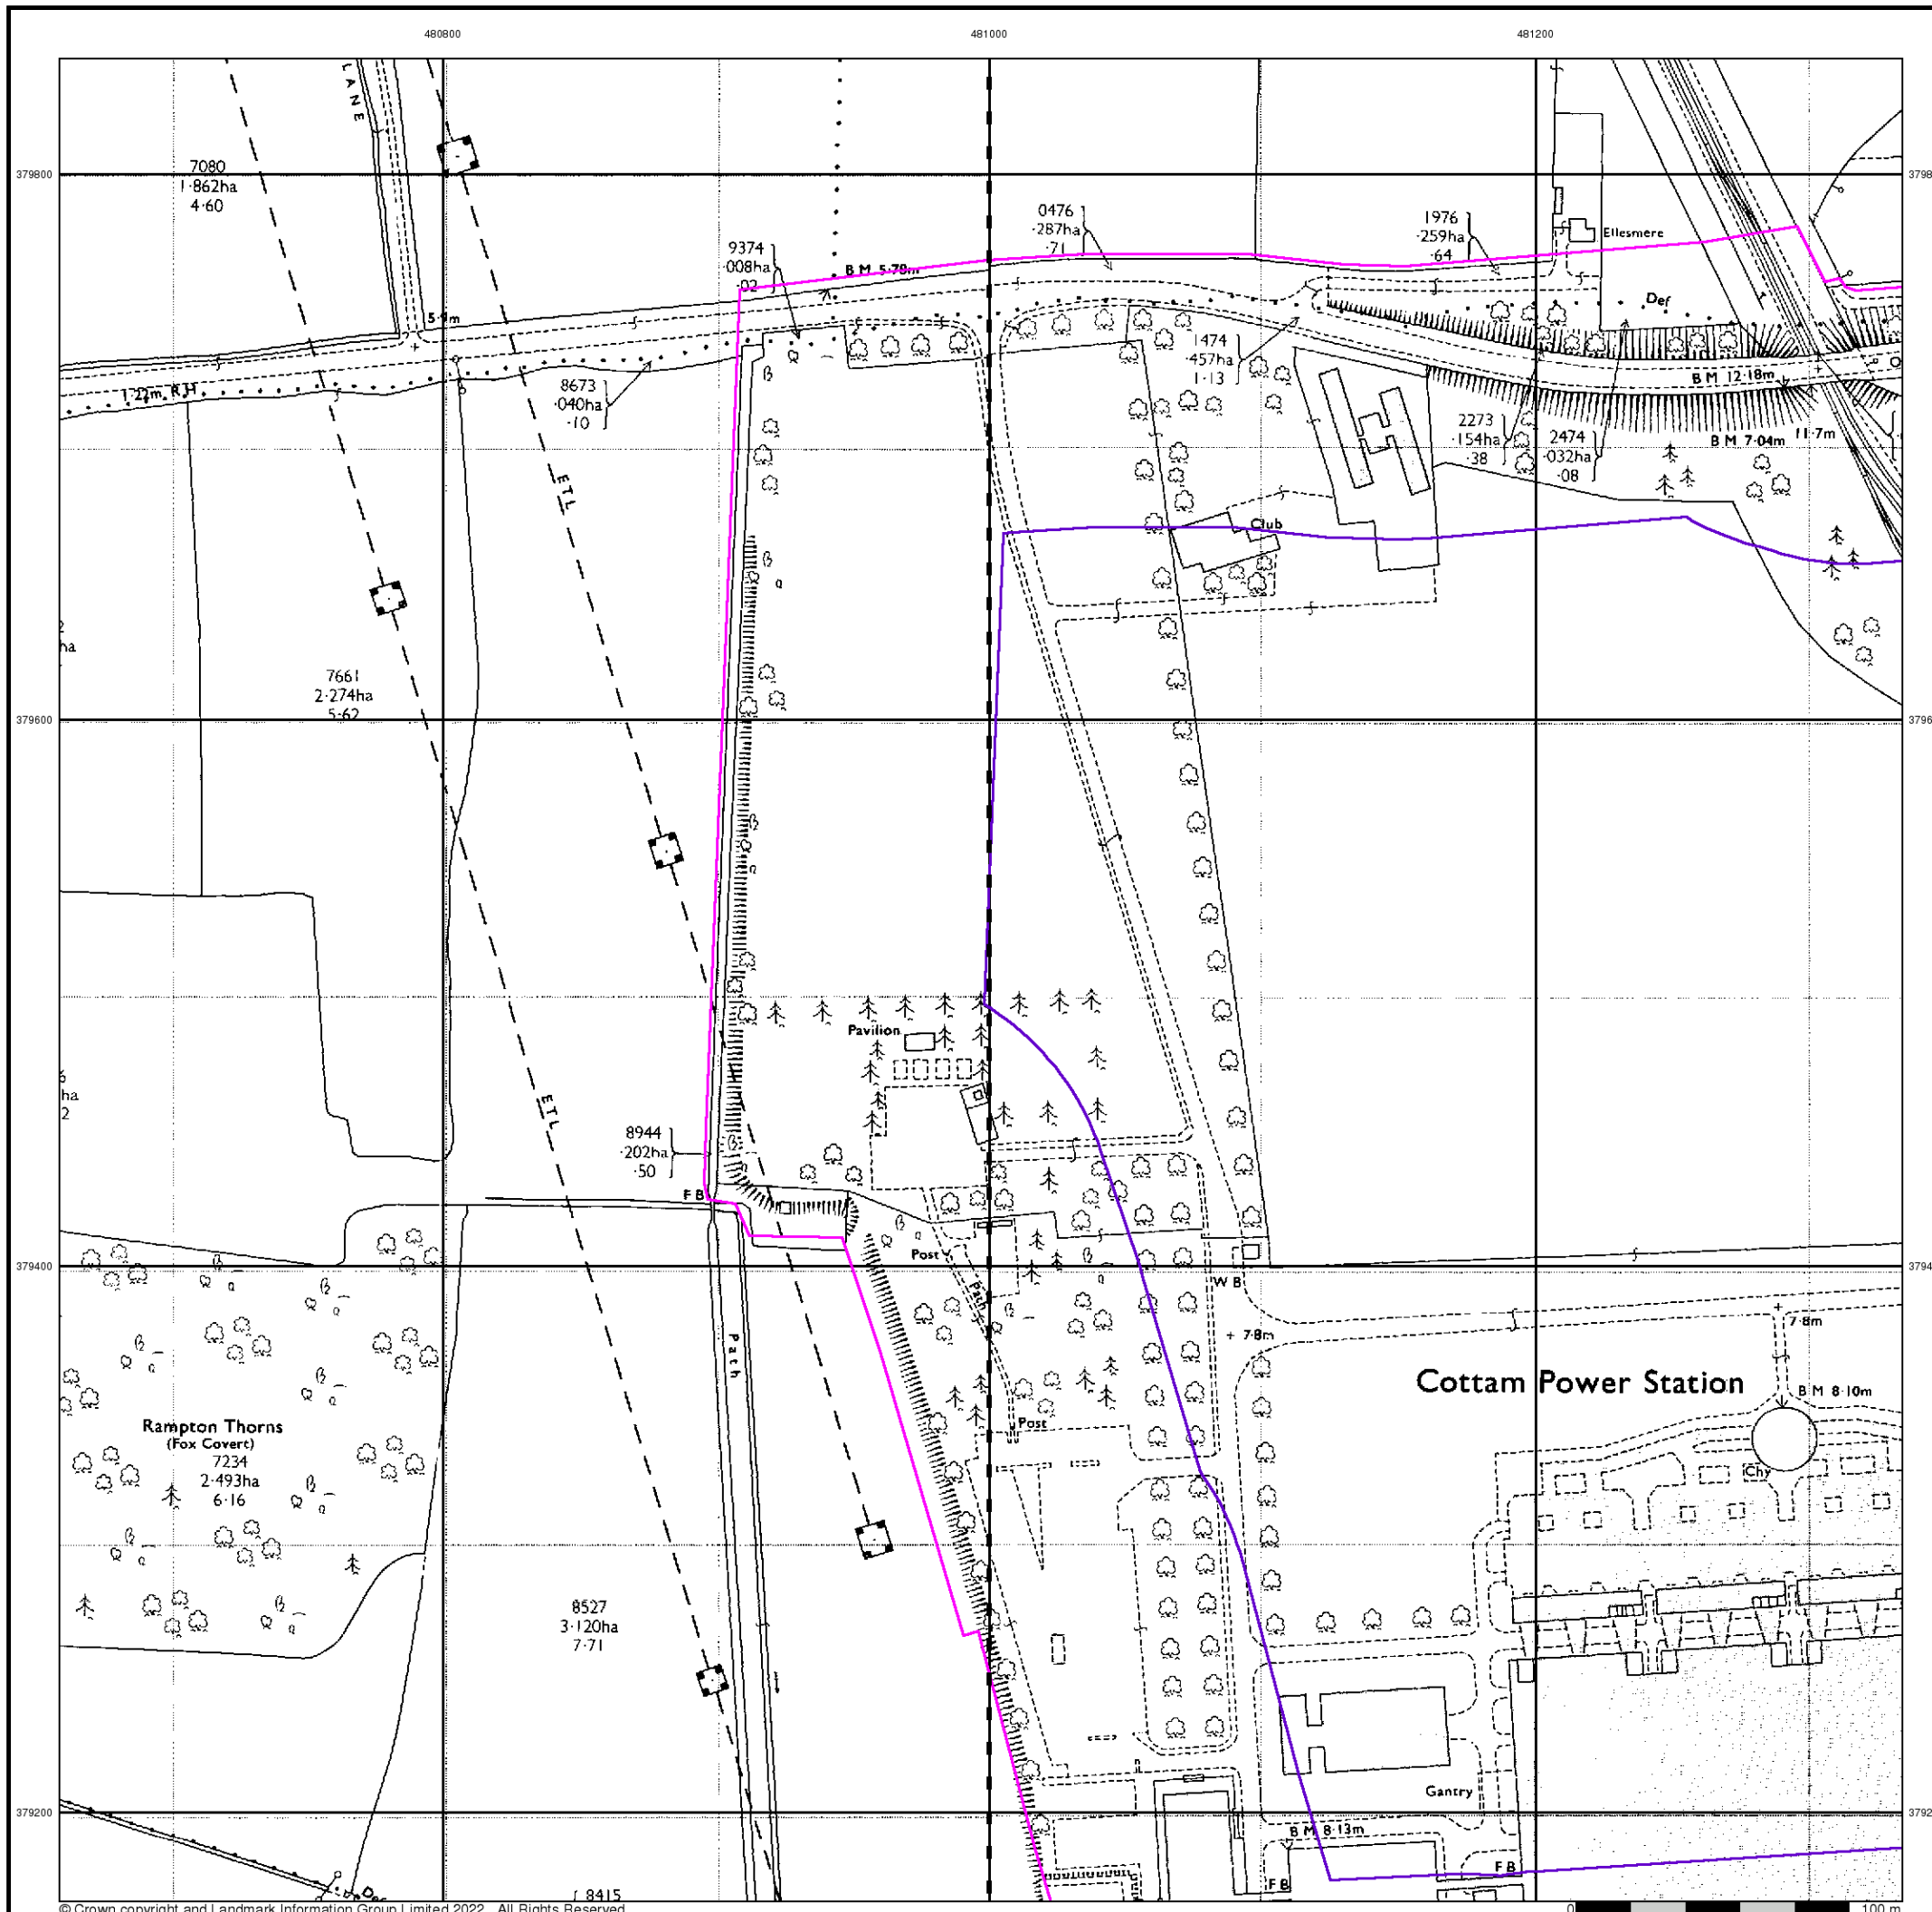 480800
481000
481200
LANE
379800
7080
1·862ha
4·60
0476
·287ha
·71
1976
·259ha
·64
Ellesmere
9374
·008ha
·02
B M 5·78m
Def
5·9m
1474
·457ha
1·13
B M 12·18m
1·22m R H
8673
·040ha
·10
2273
·154ha
·38
2474
·032ha
·08
B M 7·04m
11·7m
ETL
Club
ha
7661
2·274ha
5·62
379600
Pavilion
ha
2
ETL
8944
·202ha
·50
F B
Post
379400
W B
Path
7·8m
7·8m
Path
Cottam Power Station
B M 8·10m
Rampton Thorns
(Fox Covert)
7234
2·493ha
6·16
Post
Chy
8527
3·120ha
7·71
Gantry
379200
B M 8·13m
F B
F B
8415
© Crown copyright and Landmark Information Group Limited 2022. All Rights Reserved.
0
100 m